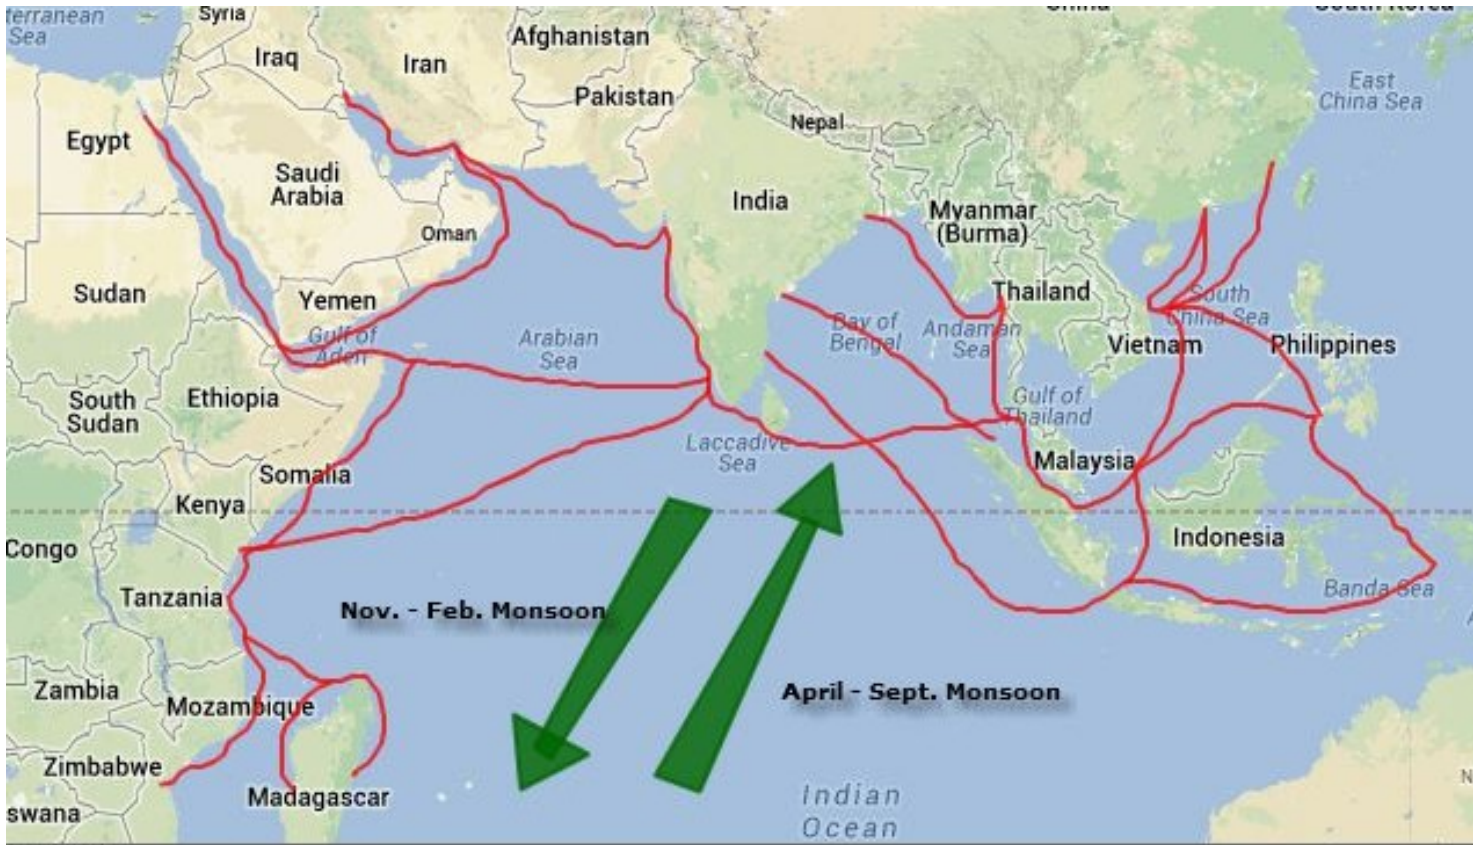 Syria
China
South Korea
terranean
Sea
Afghanistan
Iraq
Iran
Pakistan
East
China Sea
Nepal
Egypt
Saudi
Arabia
India
Myanmar
(Burma)
Oman
Sudan
Yemen
Thailand
South
China Sea
Gulf of
Aden
Arabian
Sea
Bay of
Bengal
Andaman
Sea
Vietnam
Philippines
South
Sudan
Ethiopia
Gulf of
Thailand
Laccadive
Sea
Malaysia
Somalia
Kenya
Congo
Indonesia
Tanzania
Banda Sea
Nov. - Feb. Monsoon
April - Sept. Monsoon
Zambia
Mozambique
Zimbabwe
Madagascar
swana
Indian
Ocean
N